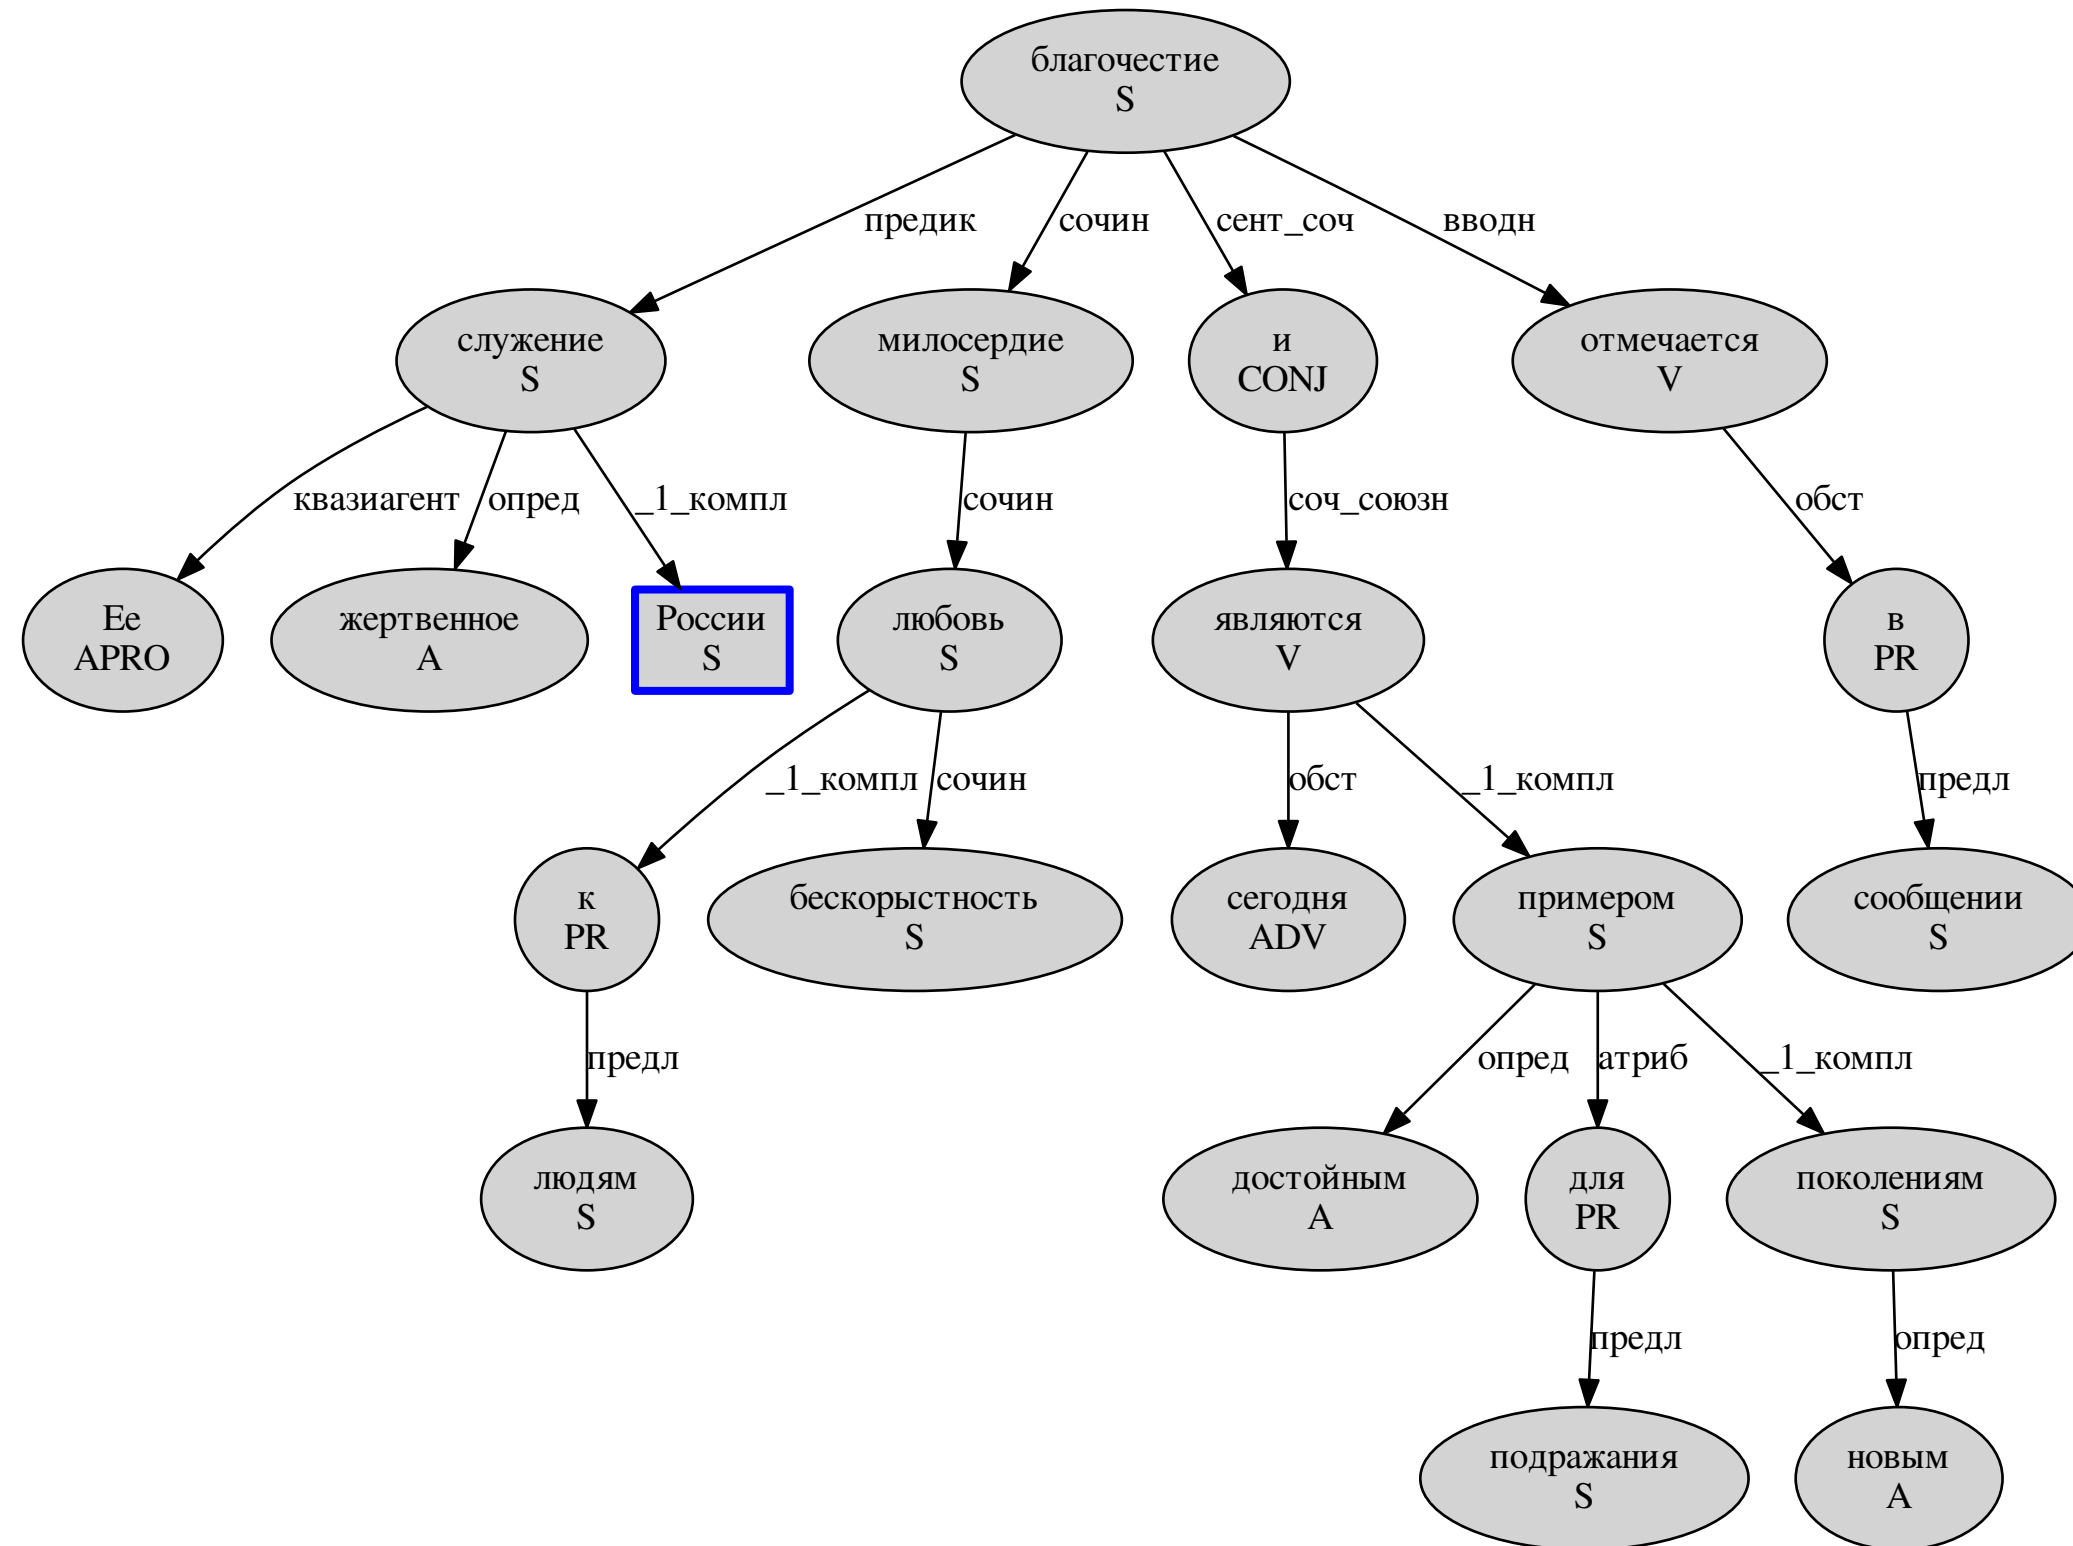 благочестие
S
предик
сочин
сент_соч
вводн
служение
S
милосердие
S
и
CONJ
отмечается
V
квазиагент
опред
_1_компл
сочин
соч_союзн
обст
Ее
APRO
жертвенное
A
России
S
любовь
S
являются
V
в
PR
_1_компл
сочин
обст
_1_компл
предл
к
PR
бескорыстность
S
сегодня
ADV
примером
S
сообщении
S
предл
опред
атриб
_1_компл
людям
S
достойным
A
для
PR
поколениям
S
предл
опред
подражания
S
новым
A